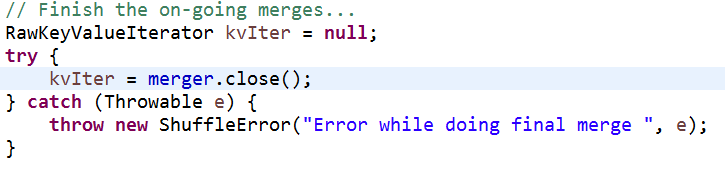 // Finish the on-going merges...
RawKeyValueIterator kvIter = null;
try {
    kvIter = merger.close();
} catch (Throwable e) {
    throw new ShuffleError("Error while doing final merge ", e);
}